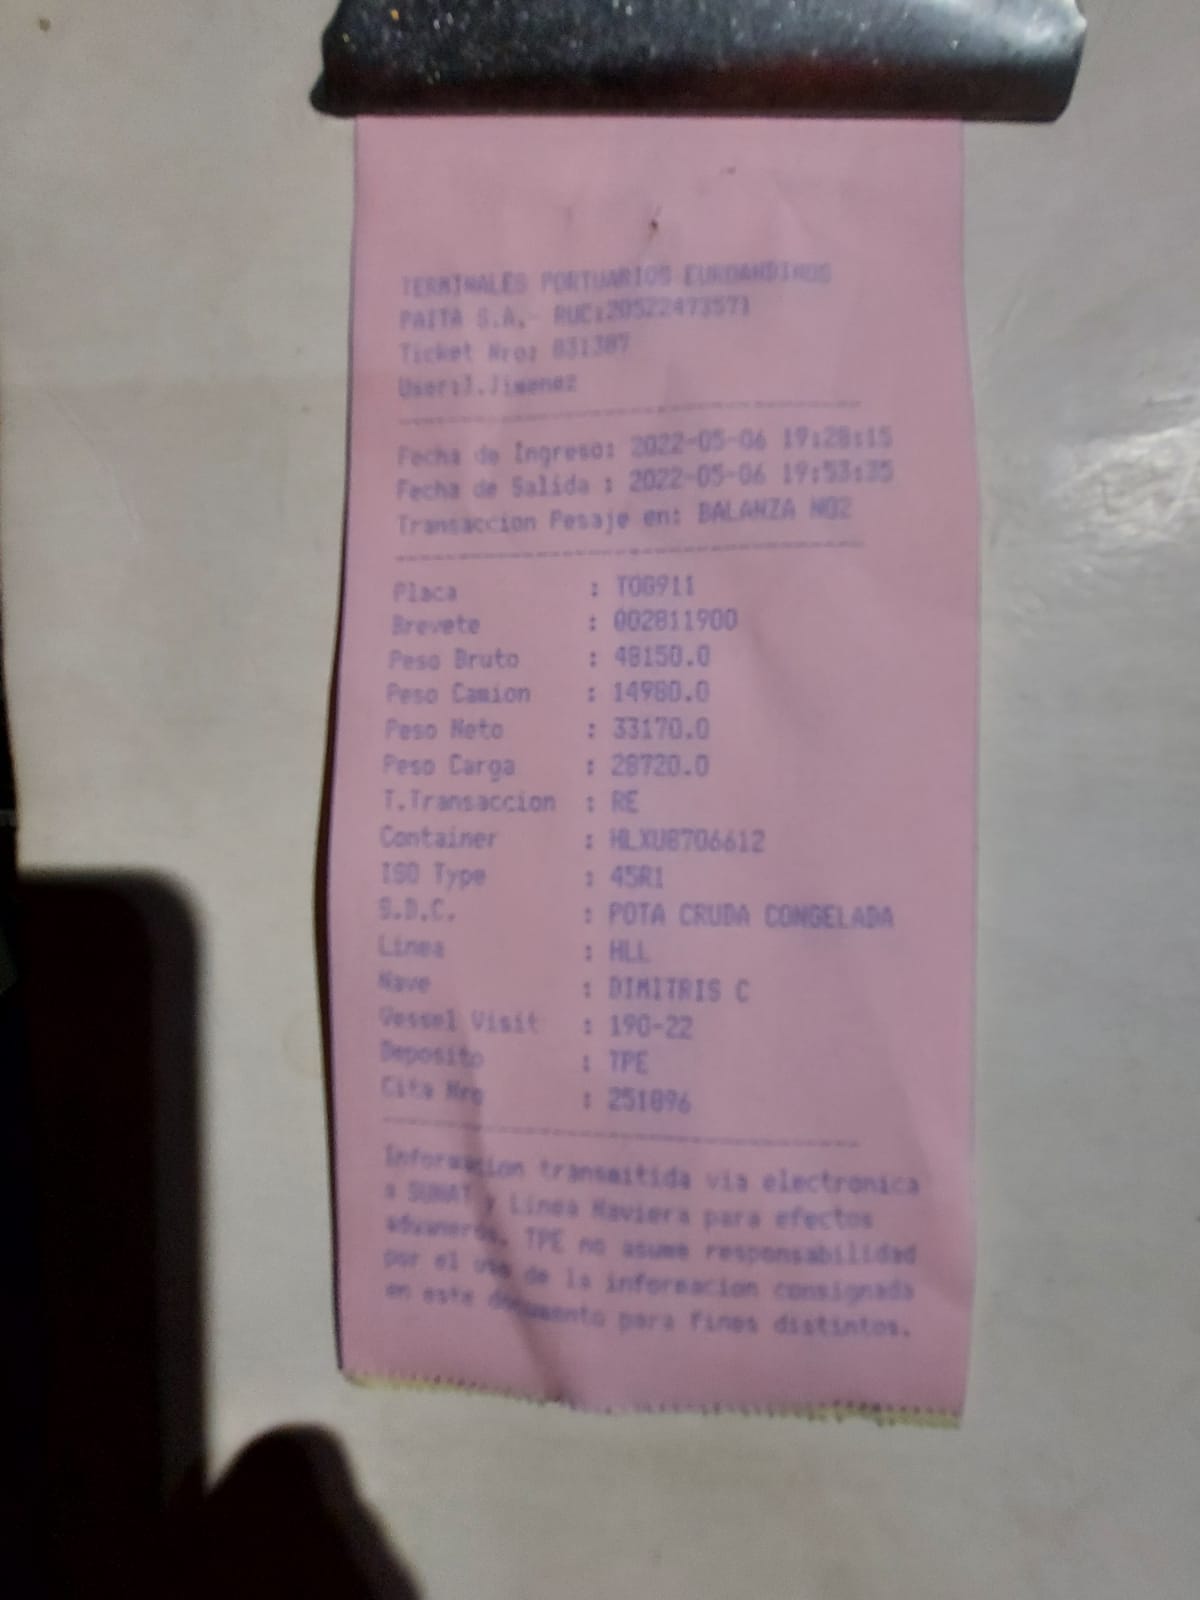 TERMINALES PORTUARIOS EUROANDINOS
PAITA S.A.- RUC:20522473571
Ticket Nro: 831387
User:J.Jimenez
Fecha de Ingreso: 2022-05-06 19:28:15
Fecha de Salida : 2022-05-06 19:53:35
Transaccion Pesaje en: BALANZA NO2
Placa : TOG911
Brevete : 002811900
Peso Bruto : 48150.0
Peso Camion : 14980.0
Peso Neto : 33170.0
Peso Carga : 28720.0
T.Transaccion : RE
Container : HLXU8706612
ISO Type : 45R1
S.D.C. : POTA CRUDA CONGELADA
Linea : HLL
Nave : DIMITRIS C
Vessel Visit : 190-22
Deposito : TPE
Cita Nro : 251896
Informacion transmitida via electronica
a SUNAT y Linea Naviera para efectos
aduaneros. TPE no asume responsabilidad
por el uso de la informacion consignada
en este documento para fines distintos.